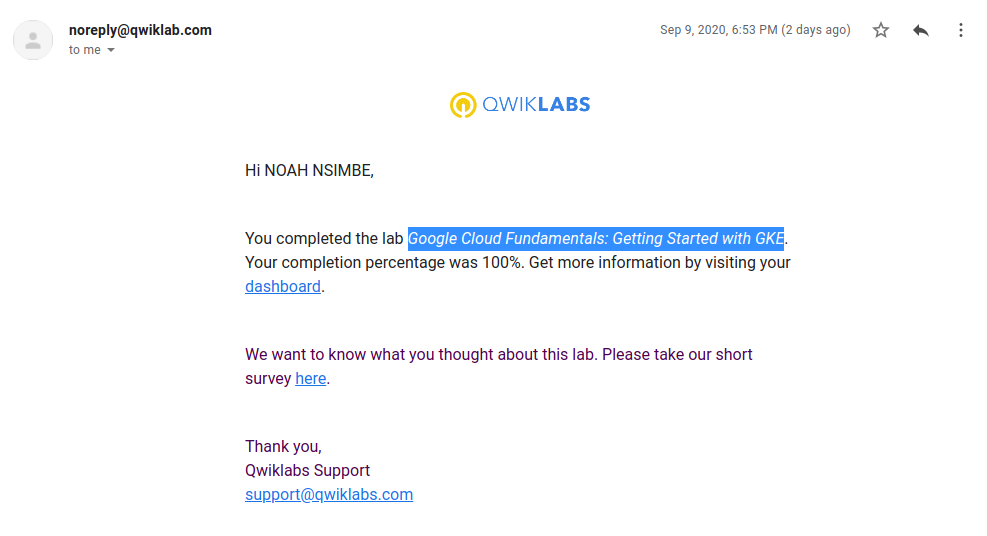 noreply@qwiklab.com
Sep 9, 2020, 6:53 PM (2 days ago)
to me
QWIKLABS
Hi NOAH NSIMBE,
You completed the lab Google Cloud Fundamentals: Getting Started with GKE.
Your completion percentage was 100%. Get more information by visiting your
dashboard.
We want to know what you thought about this lab. Please take our short
survey here.
Thank you,
Qwiklabs Support
support@qwiklabs.com